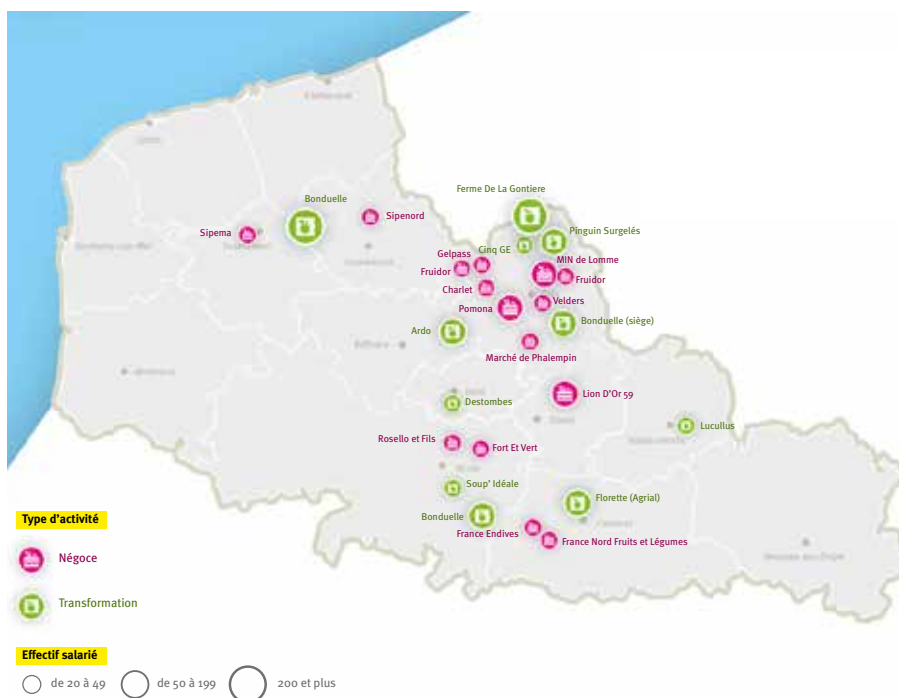 Ferme De La Gontiere
Bonduelle
Sipenord
Sipema
Pinguin Surgelés
Cinq GE
Gelpass
MIN de Lomme
Fruidor
Fruidor
Charlet
Velders
Pomona
Bonduelle (siège)
Ardo
Marché de Phalempin
Lion D'Or 59
Destombes
Lucullus
Rosello et Fils
Fort Et Vert
Soup' Idéale
Florette (Agrial)
Bonduelle
France Endives
France Nord Fruits et Légumes
Type d'activité
Négoce
Transformation
Effectif salarié
de 20 à 49
de 50 à 199
200 et plus